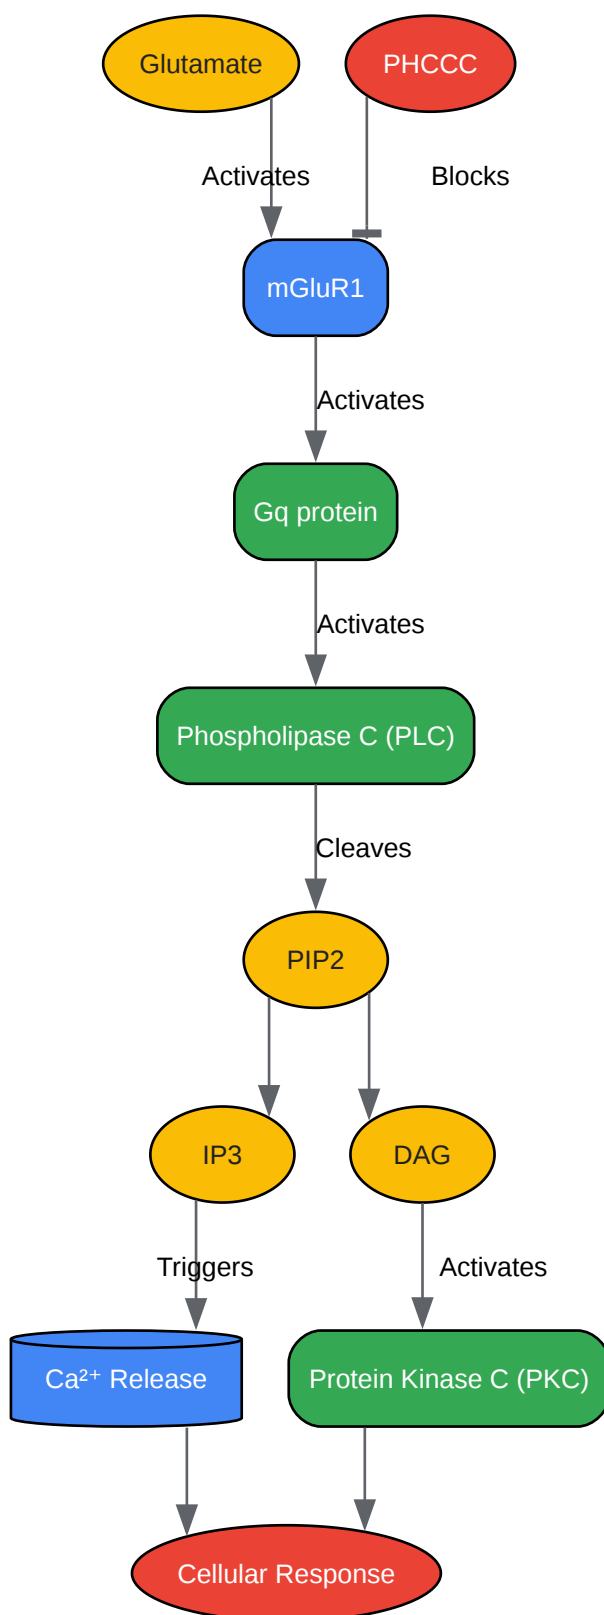 Glutamate
PHCCC
Activates
Blocks
mGluR1
Activates
Gq protein
Activates
Phospholipase C (PLC)
Cleaves
PIP2
IP3
DAG
Triggers
Activates
Ca²⁺ Release
Protein Kinase C (PKC)
Cellular Response